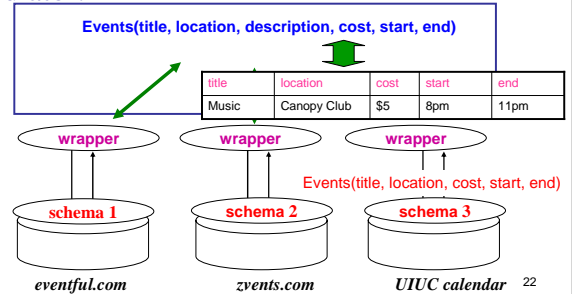 Events(title, location, description, cost, start, end)
title location cost start end
Music Canopy Club $5 8pm 11pm
wrapper wrapper wrapper
Events(title, location, cost, start, end)
schema 1 schema 2 schema 3
eventful.com zvents.com UIUC calendar 22